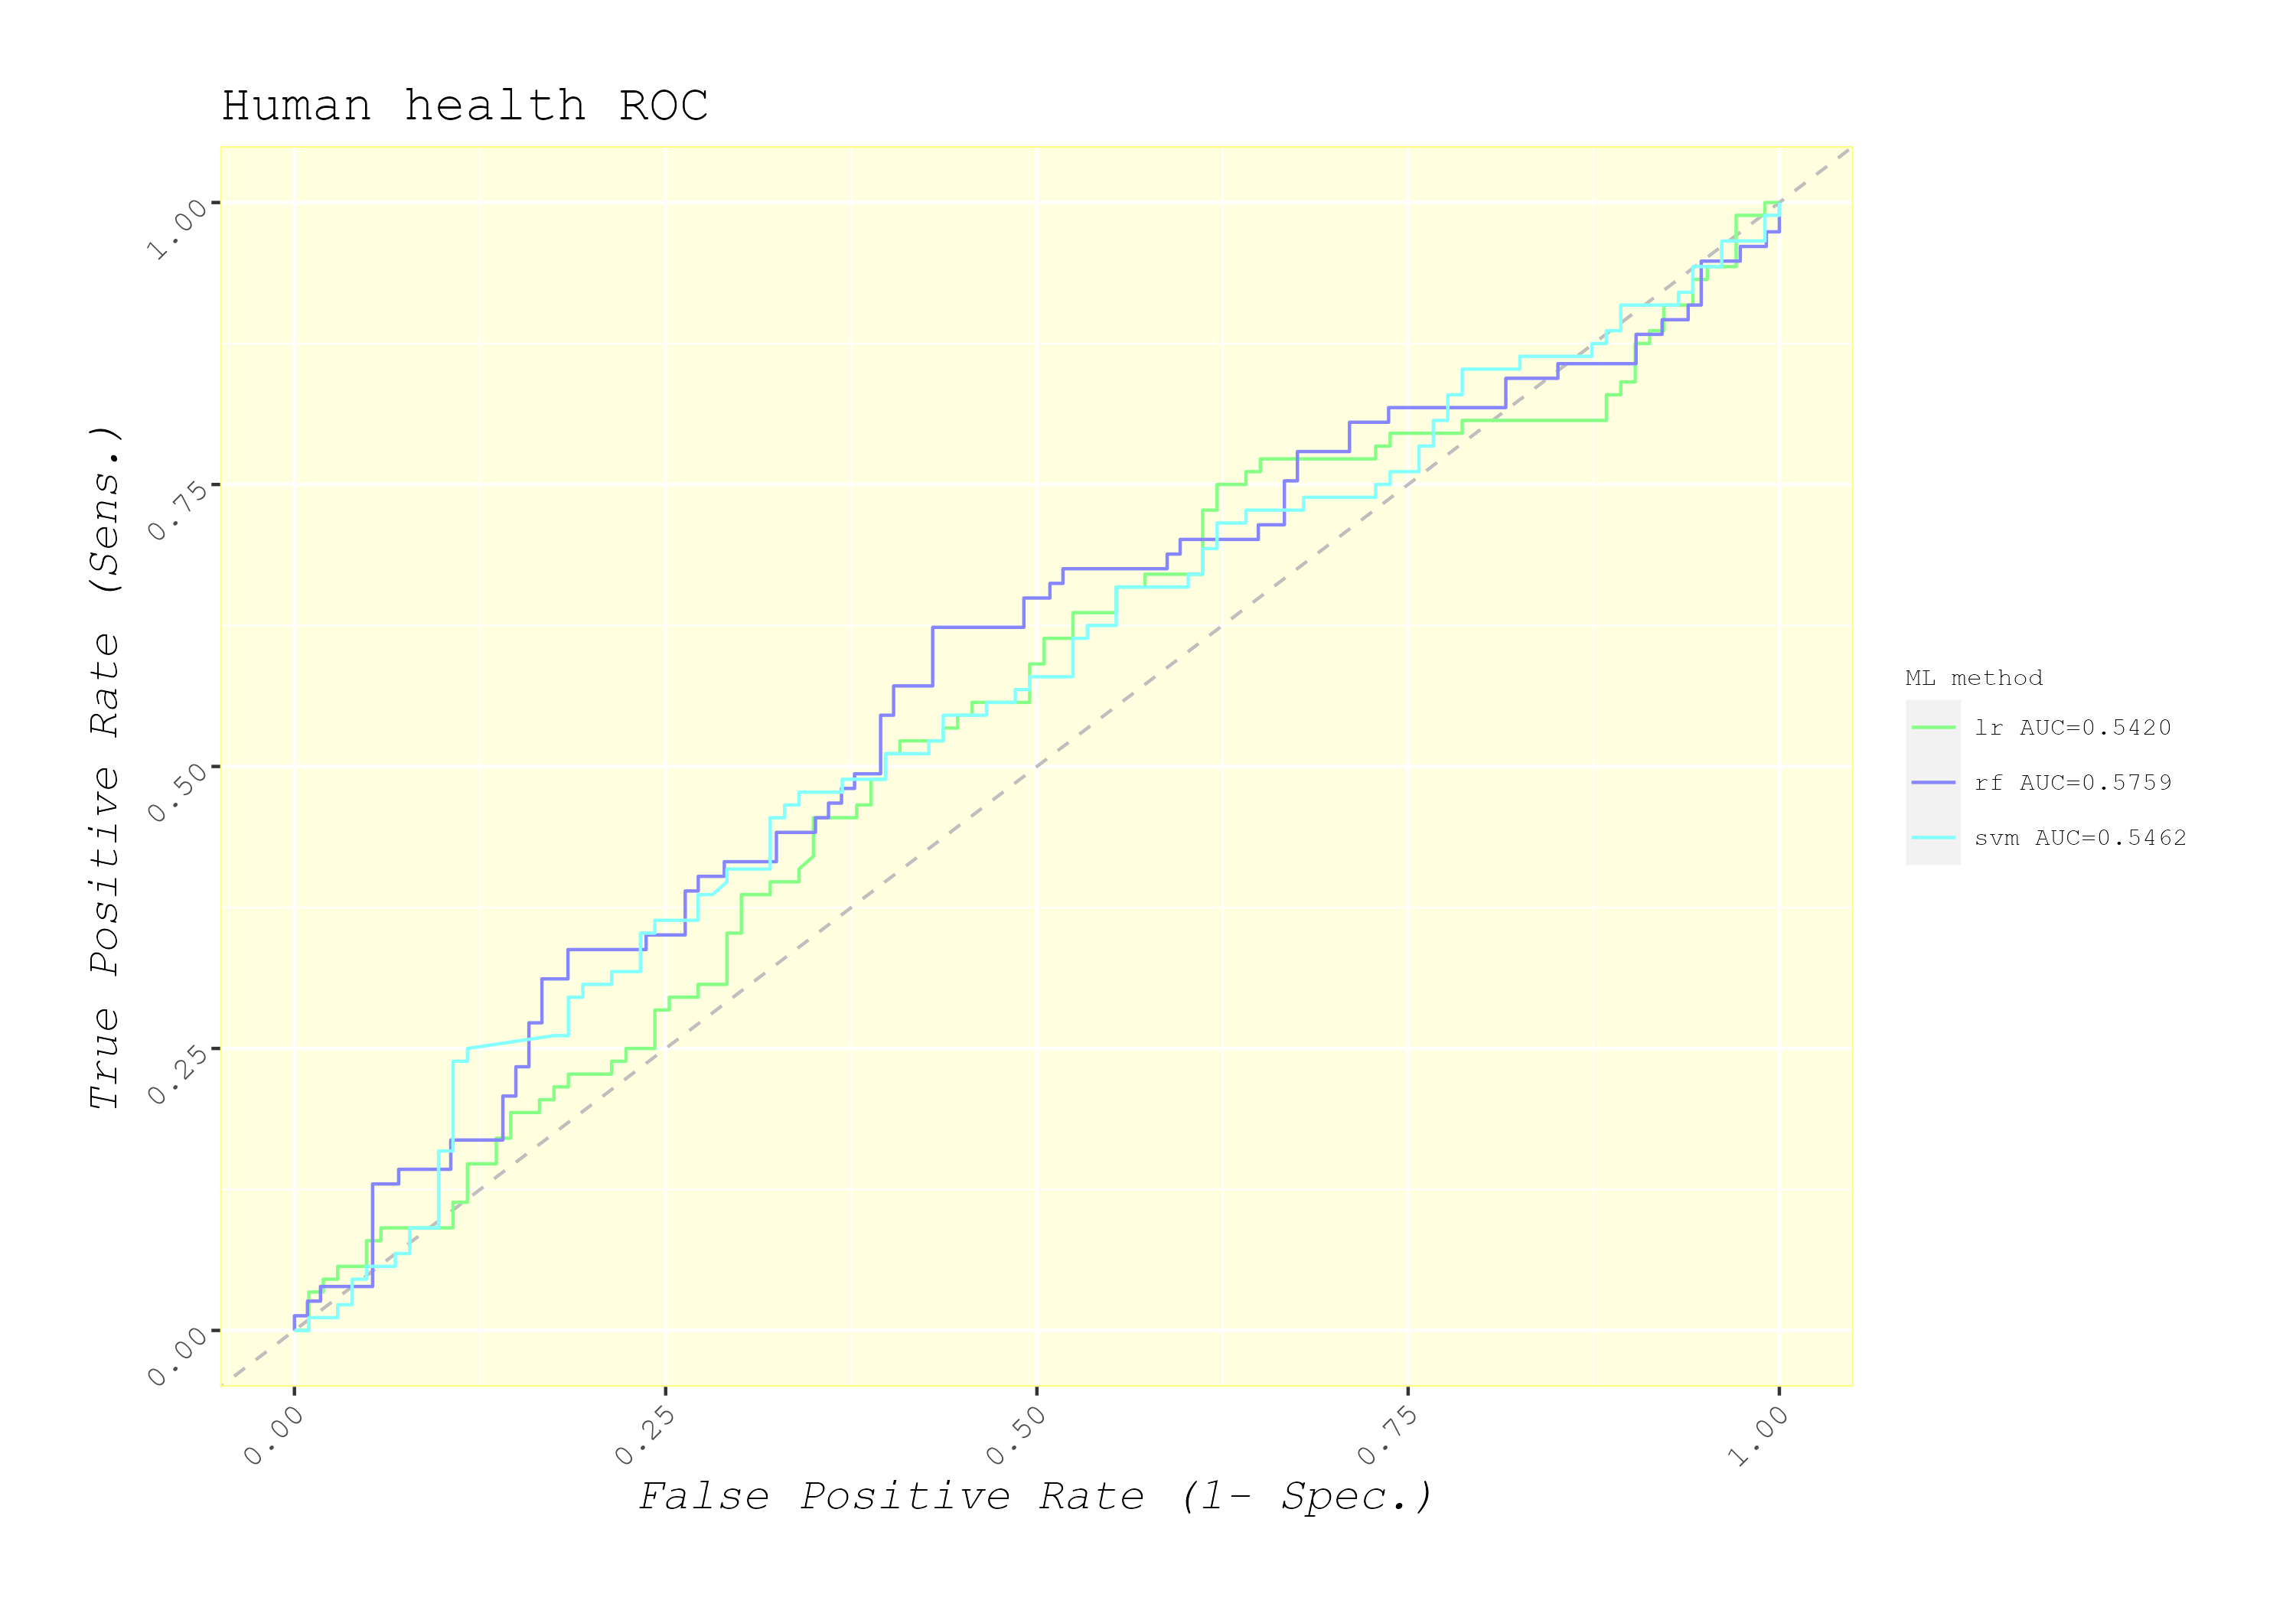 Human health ROC
True Positive Rate (Sens.)
1.00
0.75
0.50
0.25
0.00
0.00
0.25
0.50
0.75
1.00
False Positive Rate (1- Spec.)
ML method
lr AUC=0.5420
rf AUC=0.5759
svm AUC=0.5462